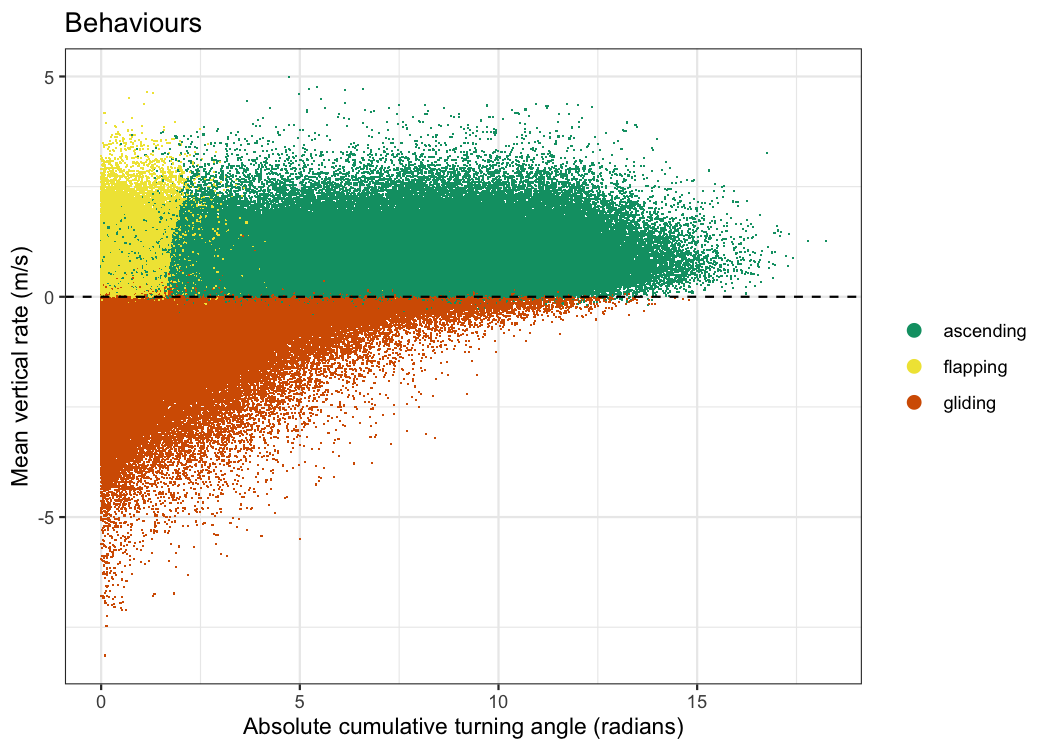 Behaviours
Mean vertical rate (m/s)
5
0
-5
0 5 10 15
Absolute cumulative turning angle (radians)
ascending
flapping
gliding